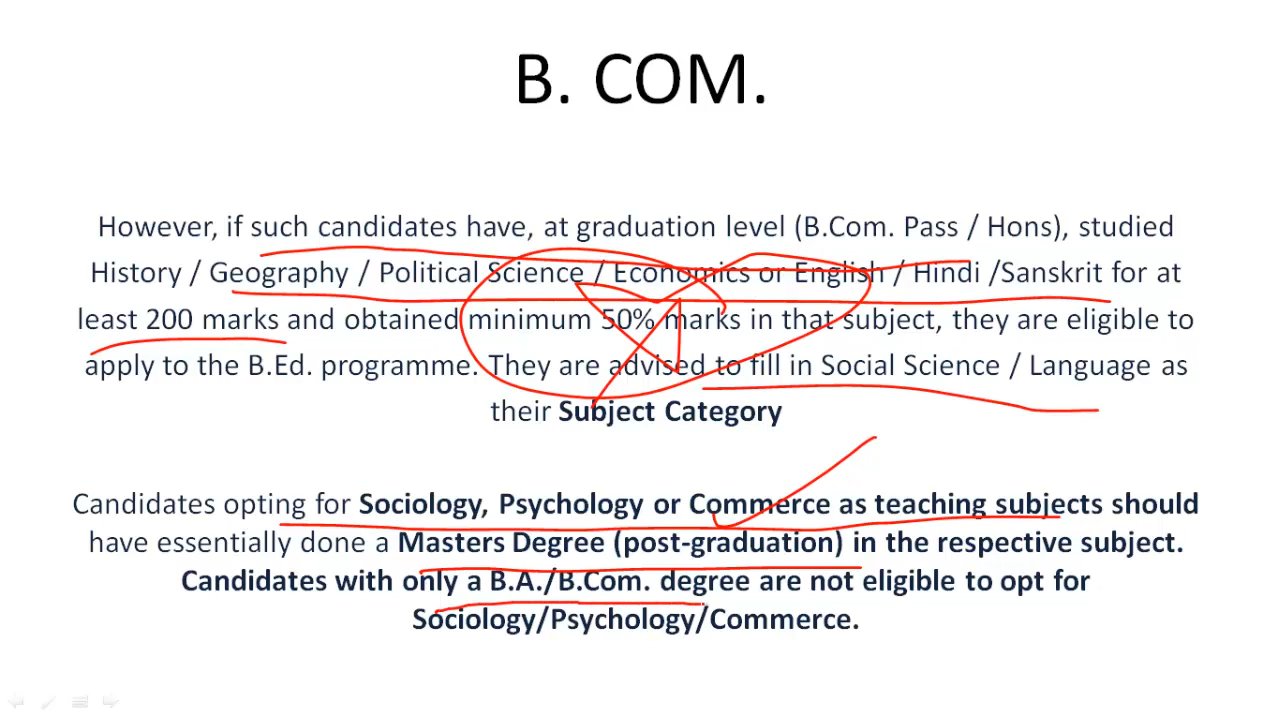 B. COM.
However, if such candidates have, at graduation level (B.Com. Pass / Hons), studied
History / Geography / Political Science / Economics or English / Hindi /Sanskrit for at
least 200 marks and obtained minimum 50% marks in that subject, they are eligible to
apply to the B.Ed. programme. They are advised to fill in Social Science / Language as
their Subject Category
Candidates opting for Sociology, Psychology or Commerce as teaching subjects should
have essentially done a Masters Degree (post-graduation) in the respective subject.
Candidates with only a B.A./B.Com. degree are not eligible to opt for
Sociology/Psychology/Commerce.